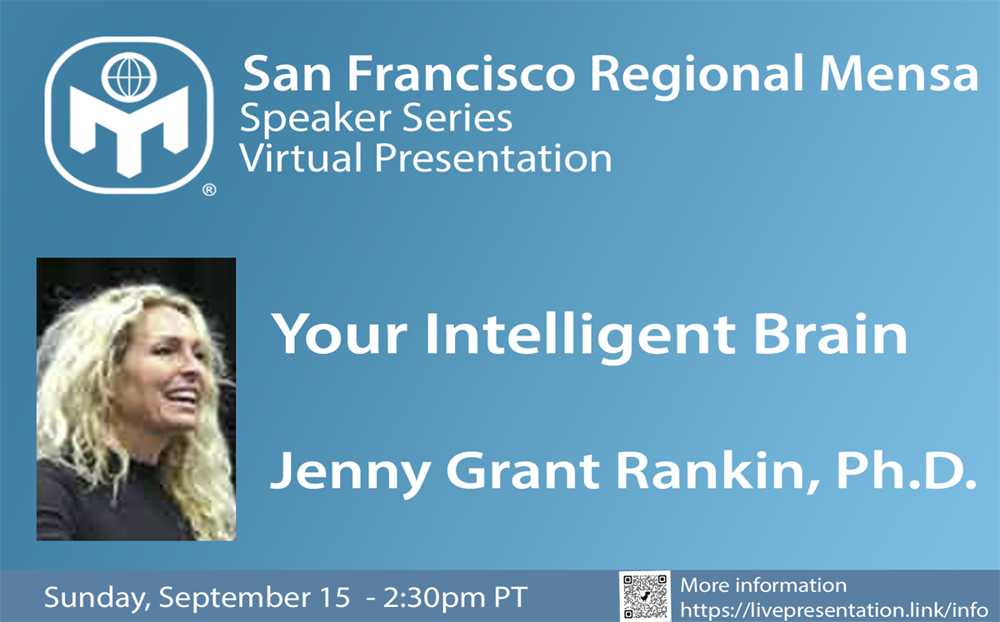 San Francisco Regional Mensa
Speaker Series
Virtual Presentation
®
Your Intelligent Brain
Jenny Grant Rankin, Ph.D.
Sunday, September 15 - 2:30pm PT
More information
https://livepresentation.link/info